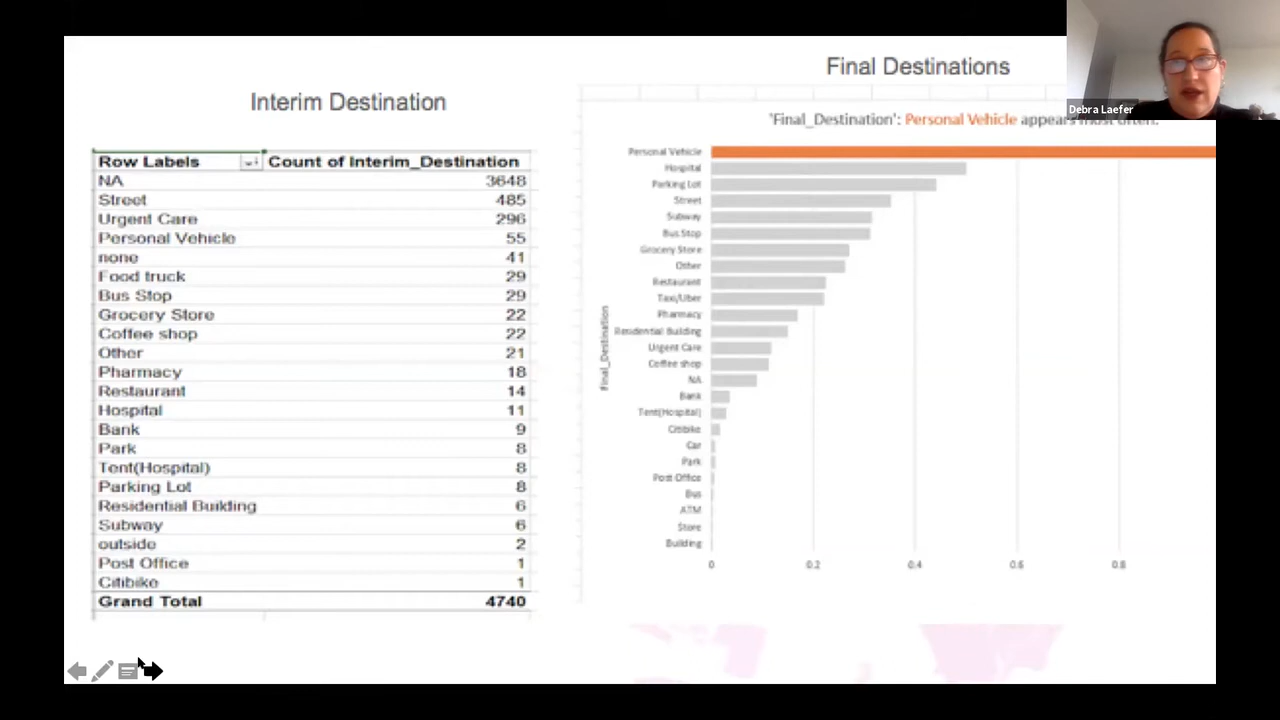 Interim Destination
Row Labels Count of Interim_Destination
NA 3648
Street 485
Urgent Care 296
Personal Vehicle 55
none 41
Food truck 29
Bus Stop 29
Grocery Store 22
Coffee shop 22
Other 21
Pharmacy 18
Restaurant 14
Hospital 11
Bank 9
Park 8
Tent(Hospital) 8
Parking Lot 8
Residential Building 6
Subway 6
outside 2
Post Office 1
Citibike 1
Grand Total 4740
Final Destinations
Debra Laefer
'Final_Destination': Personal Vehicle appears most often.
Final_Destination
Personal Vehicle
Hospital
Parking Lot
Street
Subway
Bus Stop
Grocery Store
Other
Restaurant
Taxi/Uber
Pharmacy
Residential Building
Urgent Care
Coffee shop
NA
Bank
Tent(Hospital)
Citibike
Car
Park
Post Office
Bus
ATM
Store
Building
0 0.2 0.4 0.6 0.8